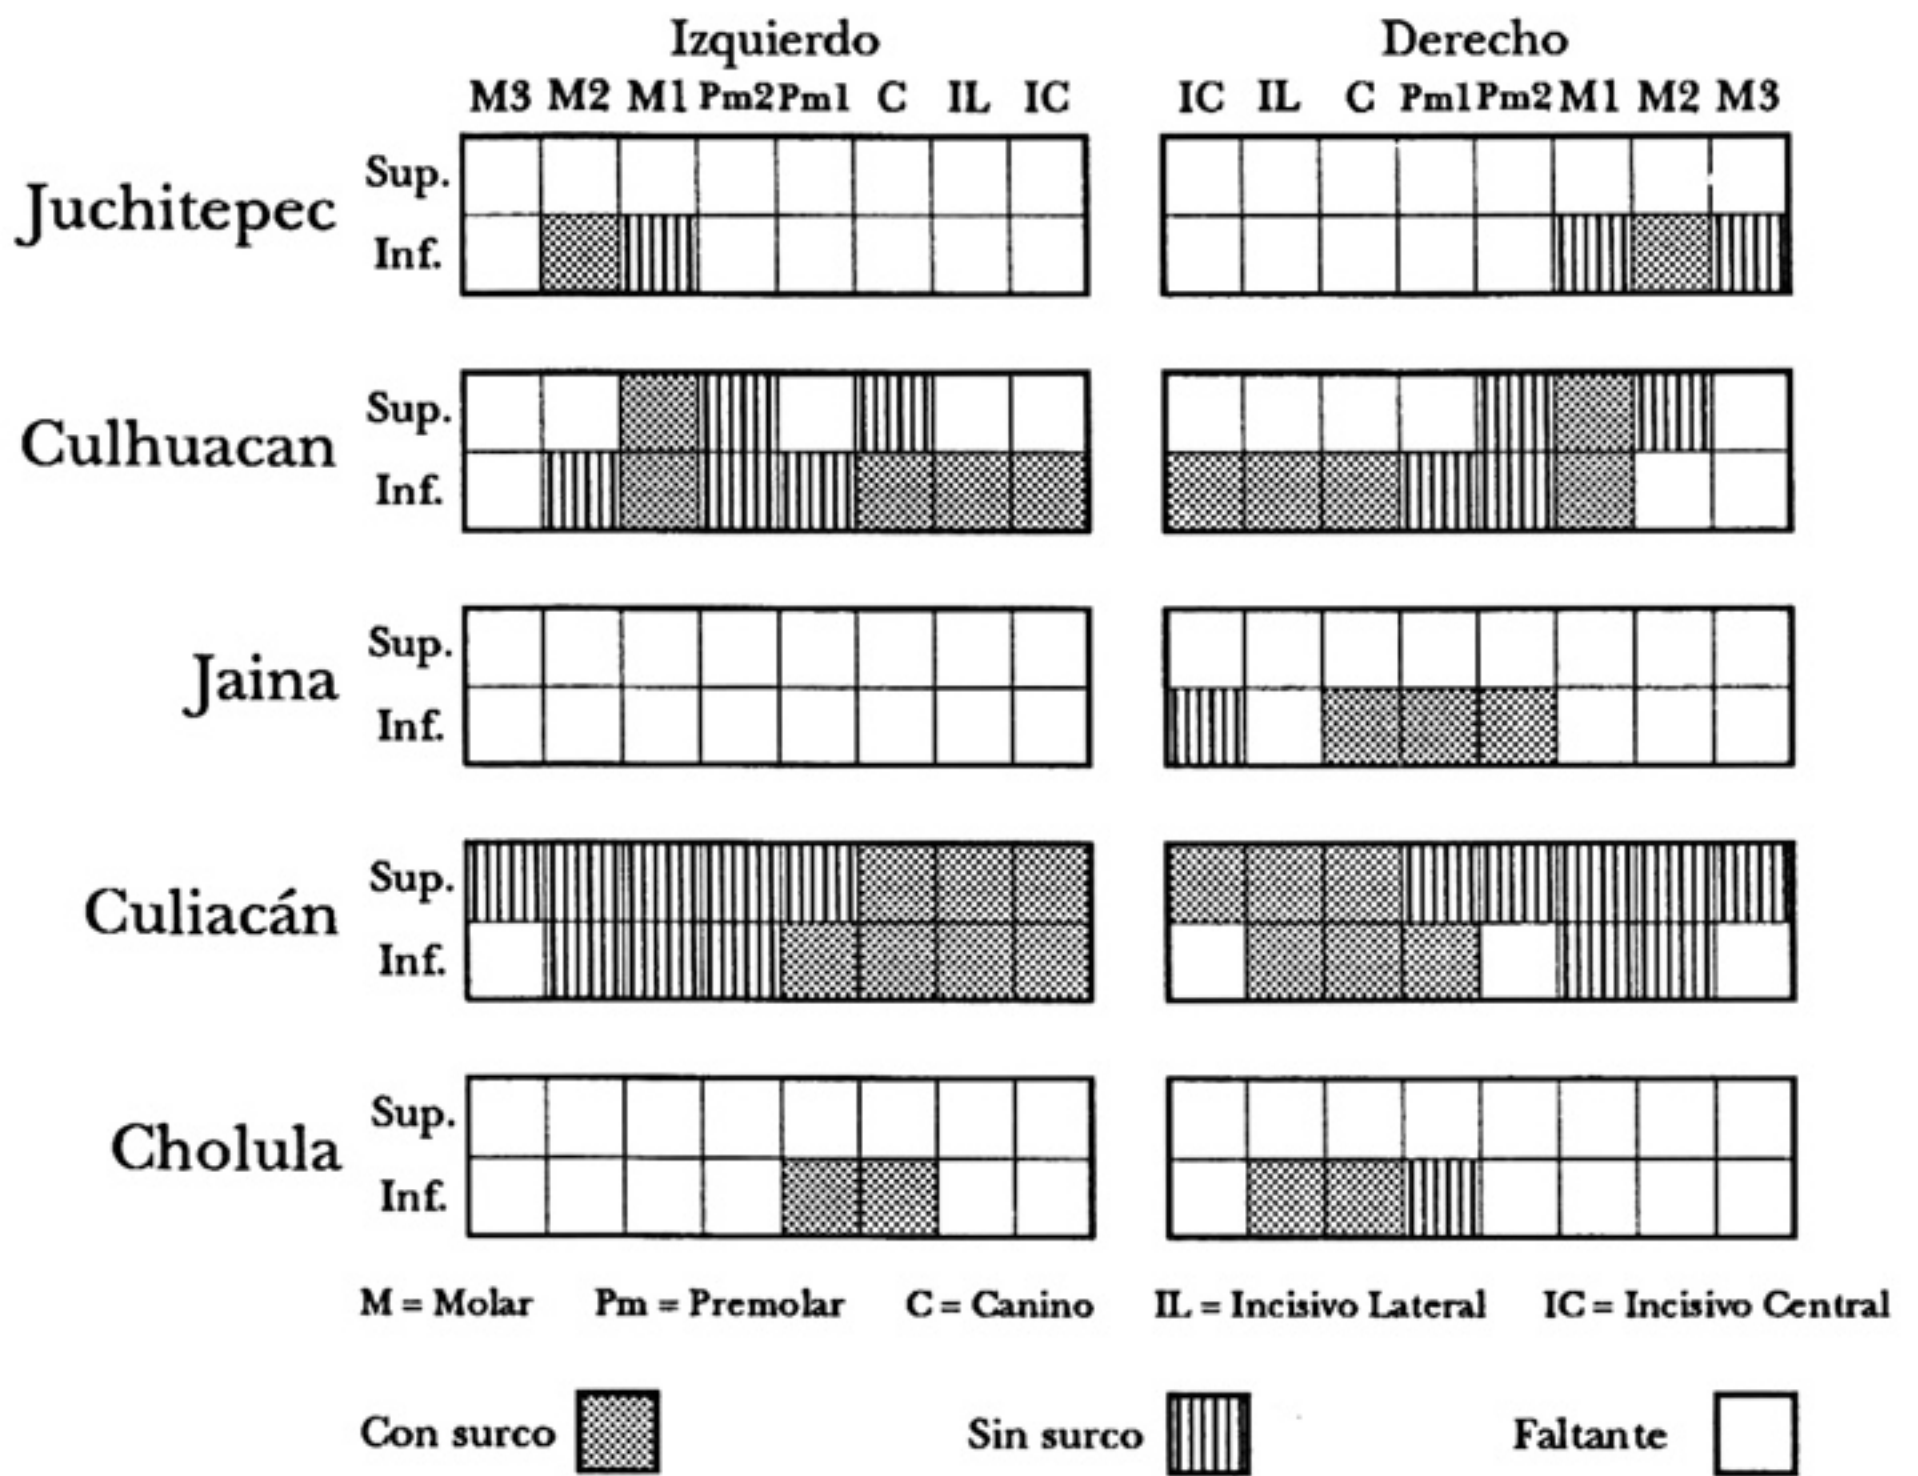 Izquierdo Derecho
M3 M2 M1 Pm2 Pm1 C IL IC IC IL C Pm1 Pm2 M1 M2 M3
Juchitepec
Sup.
Inf.
Culhuacan
Sup.
Inf.
Jaina
Sup.
Inf.
Culiacán
Sup.
Inf.
Cholula
Sup.
Inf.
M = Molar Pm = Premolar C = Canino IL = Incisivo Lateral IC = Incisivo Central
Con surco Sin surco Faltante